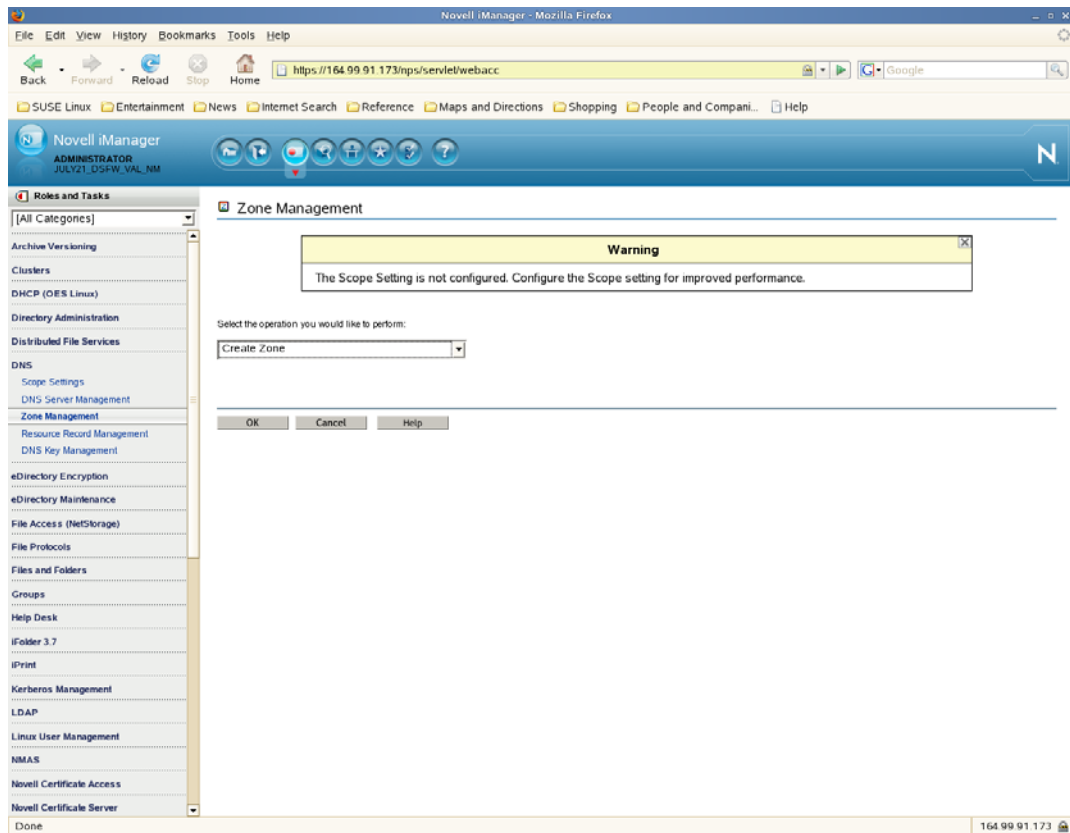 Novell iManager - Mozilla Firefox
File Edit View History Bookmarks Tools Help
Back Forward Reload Stop Home https://164.99.91.173/nps/servlet/webacc G Google
SUSE Linux Entertainment News Internet Search Reference Maps and Directions Shopping People and Compani... Help
Novell iManager
ADMINISTRATOR
JULY21_DSFW_VAL_NM
N
Roles and Tasks
[All Categories]
Archive Versioning
Clusters
DHCP (OES Linux)
Directory Administration
Distributed File Services
DNS
Scope Settings
DNS Server Management
Zone Management
Resource Record Management
DNS Key Management
eDirectory Encryption
eDirectory Maintenance
File Access (NetStorage)
File Protocols
Files and Folders
Groups
Help Desk
iFolder 3.7
iPrint
Kerberos Management
LDAP
Linux User Management
NMAS
Novell Certificate Access
Novell Certificate Server
Zone Management
Warning
The Scope Setting is not configured. Configure the Scope setting for improved performance.
Select the operation you would like to perform:
Create Zone
OK Cancel Help
Done 164.99.91.173